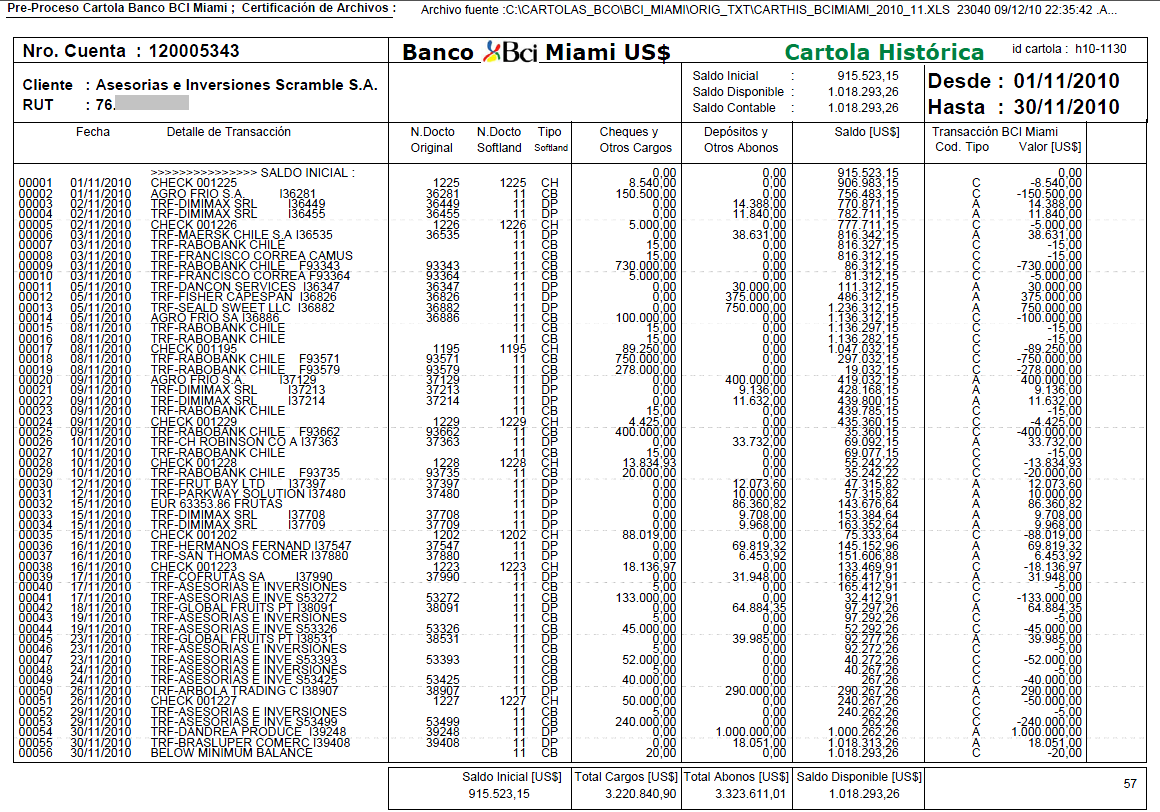 Pre-Proceso Cartola Banco BCI Miami ; Certificación de Archivos : Archivo fuente :C:\CARTOLAS_BCO\BCI_MIAMI\ORIG_TXT\CARTHIS_BCIMIAMI_2010_11.XLS 23040 09/12/10 22:35:42 .A...
Nro. Cuenta : 120005343 Banco Bci Miami US$ Cartola Histórica id cartola : h10-1130
Cliente : Asesorias e Inversiones Scramble S.A.
RUT : 76.
Saldo Inicial : 915.523,15
Saldo Disponible : 1.018.293,26
Saldo Contable : 1.018.293,26
Desde : 01/11/2010
Hasta : 30/11/2010
Fecha Detalle de Transacción N.Docto N.Docto Tipo Cheques y Depósitos y Saldo [US$] Transacción BCI Miami
Original Softland Softland Otros Cargos Otros Abonos Cod. Tipo Valor [US$]
>>>>>>>>>>>>>>> SALDO INICIAL : 0,00 0,00 915.523,15 0,00
00001 01/11/2010 CHECK 001225 1225 1225 CH 8.540,00 0,00 906.983,15 C -8.540,00
00002 01/11/2010 AGRO FRIO S.A. I36281 36281 11 CB 150.500,00 0,00 756.483,15 C -150.500,00
00003 02/11/2010 TRF-DIMIMAX SRL I36449 36449 11 DP 0,00 14.388,00 770.871,15 A 14.388,00
00004 02/11/2010 TRF-DIMIMAX SRL I36455 36455 11 DP 0,00 11.840,00 782.711,15 A 11.840,00
00005 02/11/2010 CHECK 001226 1226 1226 CH 5.000,00 0,00 777.711,15 C -5.000,00
00006 03/11/2010 TRF-MAERSK CHILE S.A I36535 36535 11 DP 0,00 38.631,00 816.342,15 A 38.631,00
00007 03/11/2010 TRF-RABOBANK CHILE 11 CB 15,00 0,00 816.327,15 C -15,00
00008 03/11/2010 TRF-FRANCISCO CORREA CAMUS 11 CB 15,00 0,00 816.312,15 C -15,00
00009 03/11/2010 TRF-RABOBANK CHILE F93343 93343 11 CB 730.000,00 0,00 86.312,15 C -730.000,00
00010 03/11/2010 TRF-FRANCISCO CORREA F93364 93364 11 CB 5.000,00 0,00 81.312,15 C -5.000,00
00011 05/11/2010 TRF-DANCON SERVICES I36347 36347 11 DP 0,00 30.000,00 111.312,15 A 30.000,00
00012 05/11/2010 TRF-FISHER CAPESPAN I36826 36826 11 DP 0,00 375.000,00 486.312,15 A 375.000,00
00013 05/11/2010 TRF-SEALD SWEET LLC I36882 36882 11 DP 0,00 750.000,00 1.236.312,15 A 750.000,00
00014 05/11/2010 AGRO FRIO SA I36886 36886 11 CB 100.000,00 0,00 1.136.312,15 C -100.000,00
00015 08/11/2010 TRF-RABOBANK CHILE 11 CB 15,00 0,00 1.136.297,15 C -15,00
00016 08/11/2010 TRF-RABOBANK CHILE 11 CB 15,00 0,00 1.136.282,15 C -15,00
00017 08/11/2010 CHECK 001195 1195 1195 CH 89.250,00 0,00 1.047.032,15 C -89.250,00
00018 08/11/2010 TRF-RABOBANK CHILE F93571 93571 11 CB 750.000,00 0,00 297.032,15 C -750.000,00
00019 08/11/2010 TRF-RABOBANK CHILE F93579 93579 11 CB 278.000,00 0,00 19.032,15 C -278.000,00
00020 09/11/2010 AGRO FRIO S.A. I37129 37129 11 DP 0,00 400.000,00 419.032,15 A 400.000,00
00021 09/11/2010 TRF-DIMIMAX SRL I37213 37213 11 DP 0,00 9.136,00 428.168,15 A 9.136,00
00022 09/11/2010 TRF-DIMIMAX SRL I37214 37214 11 DP 0,00 11.632,00 439.800,15 A 11.632,00
00023 09/11/2010 TRF-RABOBANK CHILE 11 CB 15,00 0,00 439.785,15 C -15,00
00024 09/11/2010 CHECK 001229 1229 1229 CH 4.425,00 0,00 435.360,15 C -4.425,00
00025 09/11/2010 TRF-RABOBANK CHILE F93662 93662 11 CB 400.000,00 0,00 35.360,15 C -400.000,00
00026 10/11/2010 TRF-CH ROBINSON CO A I37363 37363 11 DP 0,00 33.732,00 69.092,15 A 33.732,00
00027 10/11/2010 TRF-RABOBANK CHILE 11 CB 15,00 0,00 69.077,15 C -15,00
00028 10/11/2010 CHECK 001228 1228 1228 CH 13.834,93 0,00 55.242,22 C -13.834,93
00029 10/11/2010 TRF-RABOBANK CHILE F93735 93735 11 CB 20.000,00 0,00 35.242,22 C -20.000,00
00030 12/11/2010 TRF-FRUT BAY LTD I37397 37397 11 DP 0,00 12.073,60 47.315,82 A 12.073,60
00031 12/11/2010 TRF-PARKWAY SOLUTION I37480 37480 11 DP 0,00 10.000,00 57.315,82 A 10.000,00
00032 15/11/2010 EUR 63353.86 FRUTAS 11 DP 0,00 86.360,82 143.676,64 A 86.360,82
00033 15/11/2010 TRF-DIMIMAX SRL I37708 37708 11 DP 0,00 9.708,00 153.384,64 A 9.708,00
00034 15/11/2010 TRF-DIMIMAX SRL I37709 37709 11 DP 0,00 9.968,00 163.352,64 A 9.968,00
00035 15/11/2010 CHECK 001202 1202 1202 CH 88.019,00 0,00 75.333,64 C -88.019,00
00036 16/11/2010 TRF-HERMANOS FERNAND I37547 37547 11 DP 0,00 69.819,32 145.152,96 A 69.819,32
00037 16/11/2010 TRF-SAN THOMAS COMER I37880 37880 11 DP 0,00 6.453,92 151.606,88 A 6.453,92
00038 16/11/2010 CHECK 001223 1223 1223 CH 18.136,97 0,00 133.469,91 C -18.136,97
00039 17/11/2010 TRF-COFRUTAS SA I37990 37990 11 DP 0,00 31.948,00 165.417,91 A 31.948,00
00040 17/11/2010 TRF-ASESORIAS E INVERSIONES 11 CB 5,00 0,00 165.412,91 C -5,00
00041 17/11/2010 TRF-ASESORIAS E INVE S53272 53272 11 CB 133.000,00 0,00 32.412,91 C -133.000,00
00042 18/11/2010 TRF-GLOBAL FRUITS PT I38091 38091 11 DP 0,00 64.884,35 97.297,26 A 64.884,35
00043 19/11/2010 TRF-ASESORIAS E INVERSIONES 11 CB 5,00 0,00 97.292,26 C -5,00
00044 19/11/2010 TRF-ASESORIAS E INVE S53326 53326 11 CB 45.000,00 0,00 52.292,26 C -45.000,00
00045 23/11/2010 TRF-GLOBAL FRUITS PT I38531 38531 11 DP 0,00 39.985,00 92.277,26 A 39.985,00
00046 23/11/2010 TRF-ASESORIAS E INVERSIONES 11 CB 5,00 0,00 92.272,26 C -5,00
00047 23/11/2010 TRF-ASESORIAS E INVE S53393 53393 11 CB 52.000,00 0,00 40.272,26 C -52.000,00
00048 24/11/2010 TRF-ASESORIAS E INVERSIONES 11 CB 5,00 0,00 40.267,26 C -5,00
00049 24/11/2010 TRF-ASESORIAS E INVE S53425 53425 11 CB 40.000,00 0,00 267,26 C -40.000,00
00050 26/11/2010 TRF-ARBOLA TRADING C I38907 38907 11 DP 0,00 290.000,00 290.267,26 A 290.000,00
00051 26/11/2010 CHECK 001227 1227 1227 CH 50.000,00 0,00 240.267,26 C -50.000,00
00052 29/11/2010 TRF-ASESORIAS E INVERSIONES 11 CB 5,00 0,00 240.262,26 C -5,00
00053 29/11/2010 TRF-ASESORIAS E INVE S53499 53499 11 CB 240.000,00 0,00 262,26 C -240.000,00
00054 30/11/2010 TRF-DANDREA PRODUCE I39248 39248 11 DP 0,00 1.000.000,00 1.000.262,26 A 1.000.000,00
00055 30/11/2010 TRF-BRASLUPER COMERC I39408 39408 11 DP 0,00 18.051,00 1.018.313,26 A 18.051,00
00056 30/11/2010 BELOW MINIMUM BALANCE 11 CB 20,00 0,00 1.018.293,26 C -20,00
Saldo Inicial [US$] Total Cargos [US$] Total Abonos [US$] Saldo Disponible [US$]
915.523,15 3.220.840,90 3.323.611,01 1.018.293,26 57